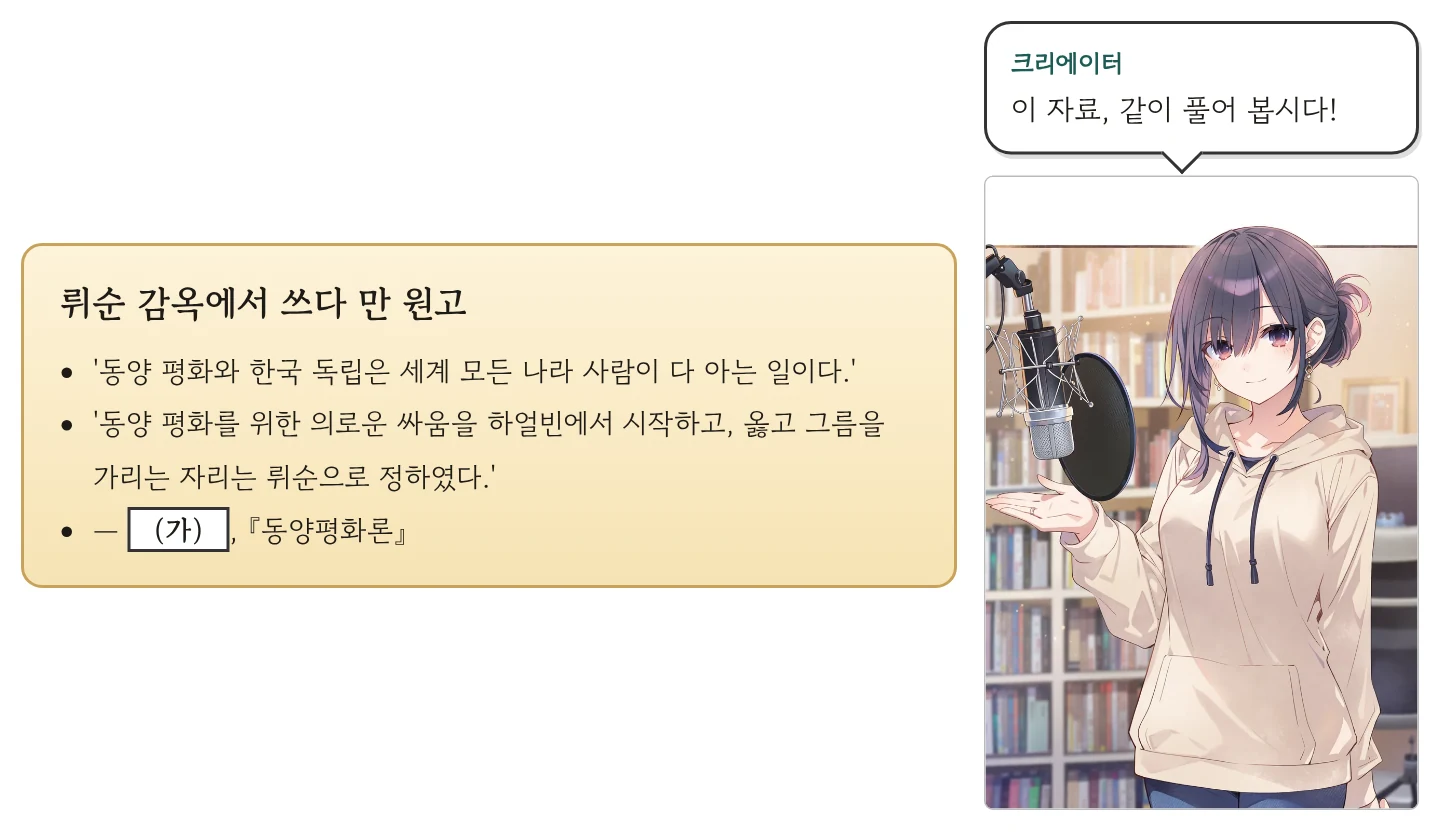 크리에이터
이 자료, 같이 풀어 봅시다!
뤼순 감옥에서 쓰다 만 원고
• '동양 평화와 한국 독립은 세계 모든 나라 사람이 다 아는 일이다.'
• '동양 평화를 위한 의로운 싸움을 하얼빈에서 시작하고, 옳고 그름을
가리는 자리는 뤼순으로 정하였다.'
• — (가), 『동양평화론』